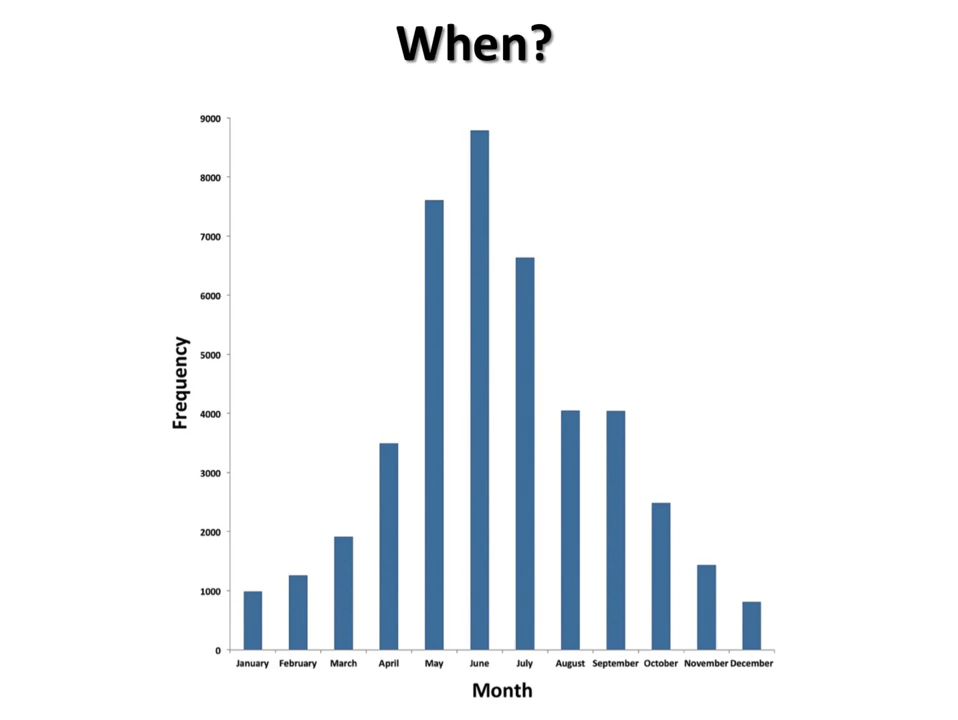 When?
9000
8000
7000
6000
5000
4000
3000
2000
1000
0
Frequency
January February March April May June July August September October November December
Month